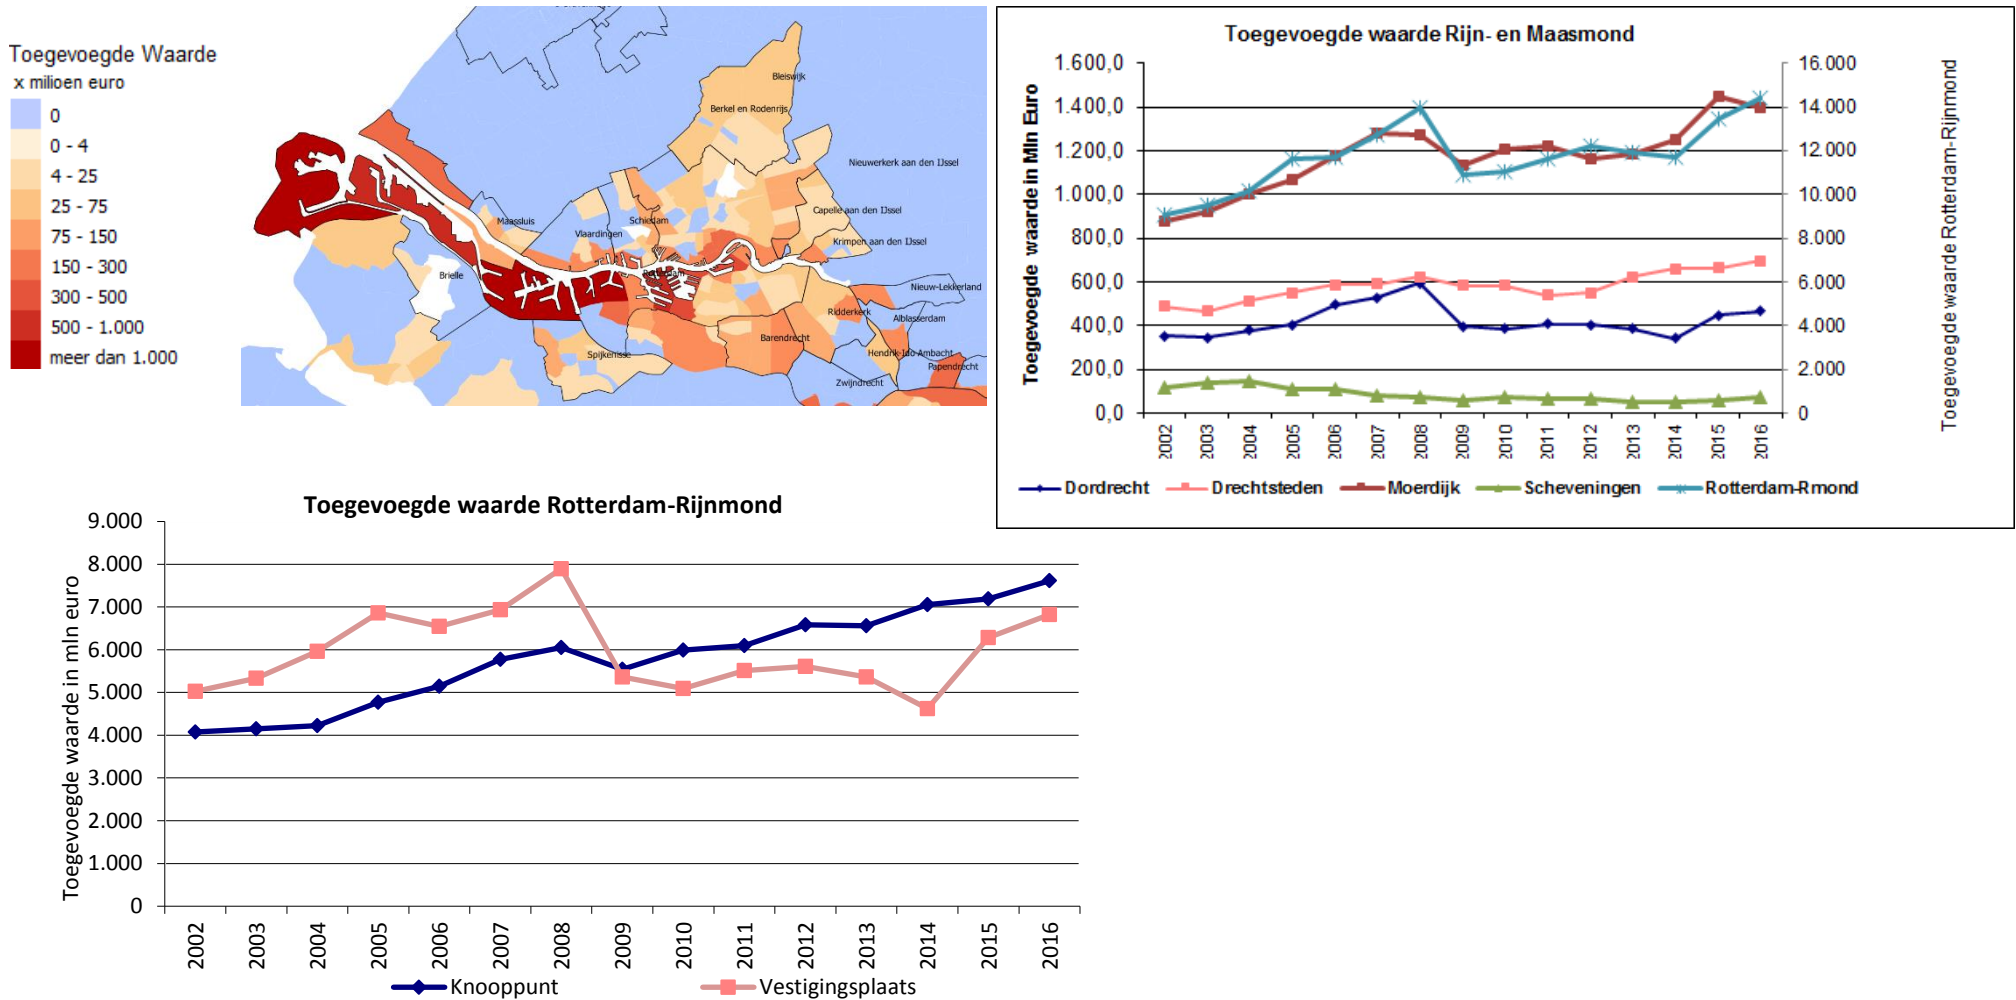 Toegevoegde Waarde
x milioen euro
0
0 - 4
4 - 25
25 - 75
75 - 150
150 - 300
300 - 500
500 - 1.000
meer dan 1.000
Bleiswijk
Berkel en Rodenrijs
Nieuwerkerk aan den IJssel
Maassluis
Schiedam
Capelle aan den IJssel
Vlaardingen
Krimpen aan den IJssel
Brielle
Rotterdam
Nieuw-Lekkerland
Ridderkerk
Alblasserdam
Barendrecht
Spijkenisse
Hendrik-Ido-Ambacht
Papendrecht
Zwijndrecht
Toegevoegde waarde Rijn- en Maasmond
Toegevoegde waarde in Mln Euro
1.600,0
1.400,0
1.200,0
1.000,0
800,0
600,0
400,0
200,0
0,0
16.000
14.000
12.000
10.000
8.000
6.000
4.000
2.000
0
Toegevoegde waarde Rotterdam-Rijnmond
2002 2003 2004 2005 2006 2007 2008 2009 2010 2011 2012 2013 2014 2015 2016
Dordrecht Drechtsteden Moerdijk Scheveningen Rotterdam-Rmond
Toegevoegde waarde Rotterdam-Rijnmond
Toegevoegde waarde in mln euro
9.000
8.000
7.000
6.000
5.000
4.000
3.000
2.000
1.000
0
2002 2003 2004 2005 2006 2007 2008 2009 2010 2011 2012 2013 2014 2015 2016
Knooppunt Vestigingsplaats